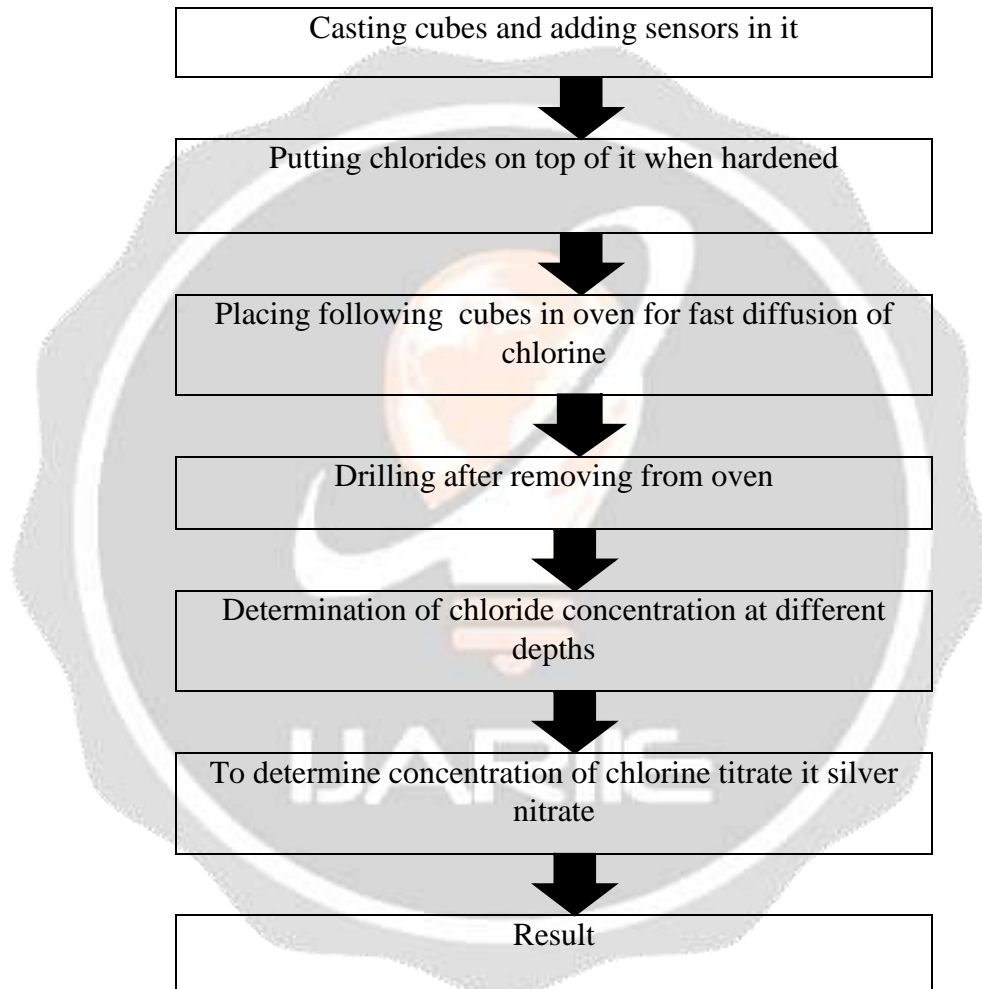 Casting cubes and adding sensors in it
Putting chlorides on top of it when hardened
Placing following  cubes in oven for fast diffusion of
chlorine
Drilling after removing from oven
Determination of chloride concentration at different
depths
To determine concentration of chlorine titrate it silver
nitrate
IJARIIE
Result